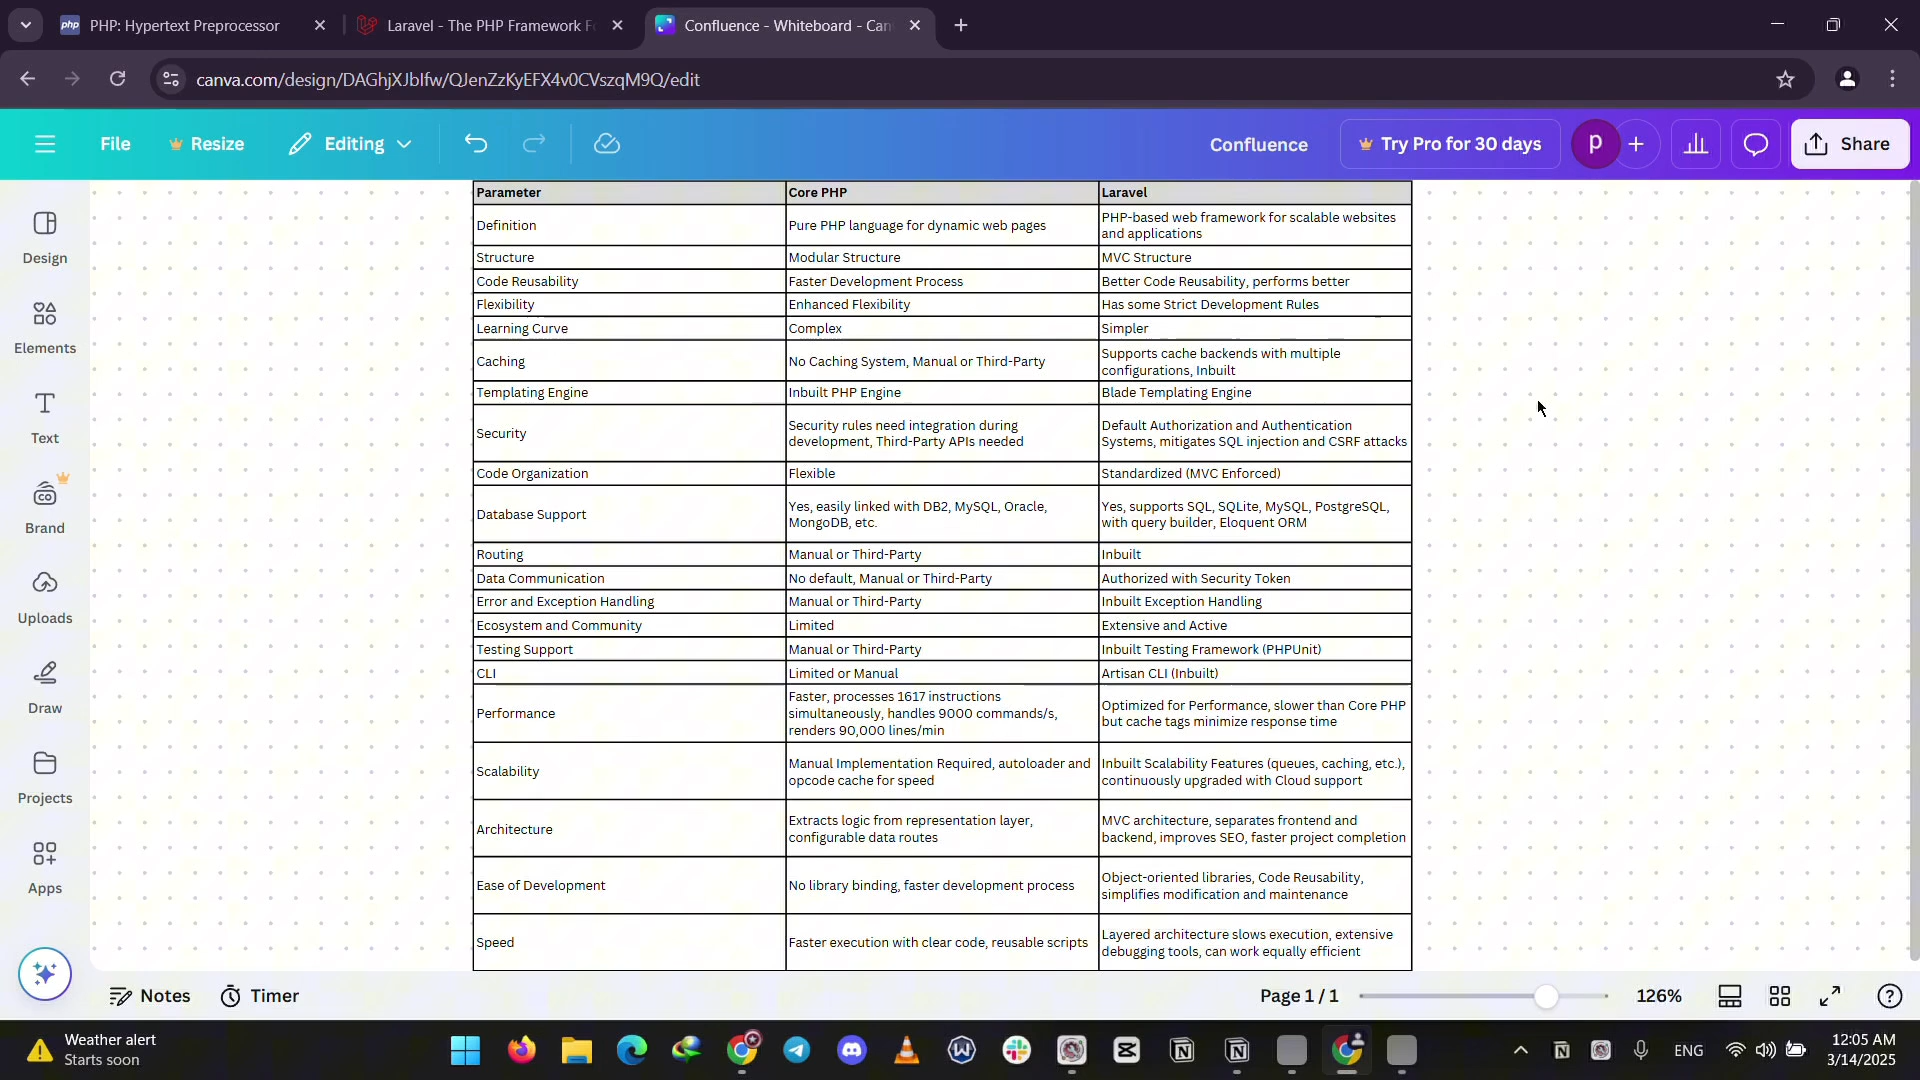 PHP: Hypertext Preprocessor
Laravel - The PHP Framework F
Confluence - Whiteboard - Can
canva.com/design/DAGhjXJbIfw/QJenZzKyEFX4v0CVszqM9Q/edit
File
Resize
Editing
Confluence
Try Pro for 30 days
p
Share
Design
Elements
Text
Brand
Uploads
Draw
Projects
Apps
Parameter Core PHP Laravel
Definition
Pure PHP language for dynamic web pages
PHP-based web framework for scalable websites
and applications
Structure Modular Structure MVC Structure
Code Reusability Faster Development Process Better Code Reusability, performs better
Flexibility Enhanced Flexibility Has some Strict Development Rules
Learning Curve Complex Simpler
Caching
No Caching System, Manual or Third-Party
Supports cache backends with multiple
configurations, Inbuilt
Templating Engine Inbuilt PHP Engine Blade Templating Engine
Security
Security rules need integration during
development, Third-Party APIs needed
Default Authorization and Authentication
Systems, mitigates SQL injection and CSRF attacks
Code Organization Flexible Standardized (MVC Enforced)
Database Support
Yes, easily linked with DB2, MySQL, Oracle,
MongoDB, etc.
Yes, supports SQL, SQLite, MySQL, PostgreSQL,
with query builder, Eloquent ORM
Routing Manual or Third-Party Inbuilt
Data Communication No default, Manual or Third-Party Authorized with Security Token
Error and Exception Handling Manual or Third-Party Inbuilt Exception Handling
Ecosystem and Community Limited Extensive and Active
Testing Support Manual or Third-Party Inbuilt Testing Framework (PHPUnit)
CLI Limited or Manual Artisan CLI (Inbuilt)
Performance
Faster, processes 1617 instructions
simultaneously, handles 9000 commands/s,
renders 90,000 lines/min
Optimized for Performance, slower than Core PHP
but cache tags minimize response time
Scalability
Manual Implementation Required, autoloader and
opcode cache for speed
Inbuilt Scalability Features (queues, caching, etc.),
continuously upgraded with Cloud support
Architecture
Extracts logic from representation layer,
configurable data routes
MVC architecture, separates frontend and
backend, improves SEO, faster project completion
Ease of Development
No library binding, faster development process
Object-oriented libraries, Code Reusability,
simplifies modification and maintenance
Speed
Faster execution with clear code, reusable scripts
Layered architecture slows execution, extensive
debugging tools, can work equally efficient
Notes
Timer
Page 1 / 1
126%
Weather alert
Starts soon
ENG
12:05 AM
3/14/2025